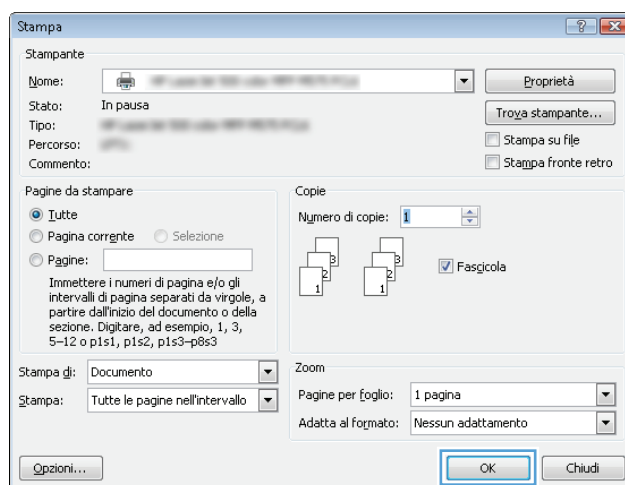 Stampa
Stampante
Nome:
Proprietà
Stato: In pausa
Trova stampante...
Tipo:
Percorso:
Stampa su file
Commento:
Stampa fronte retro
Pagine da stampare
Tutte
Pagina corrente Selezione
Pagine:
Immettere i numeri di pagina e/o gli
intervalli di pagina separati da virgole, a
partire dall'inizio del documento o della
sezione. Digitare, ad esempio, 1, 3,
5–12 o p1s1, p1s2, p1s3–p8s3
Copie
Numero di copie: 1
3 3
2 2
1 1
Fascicola
Stampa di: Documento
Stampa: Tutte le pagine nell'intervallo
Zoom
Pagine per foglio: 1 pagina
Adatta al formato: Nessun adattamento
Opzioni...
OK
Chiudi